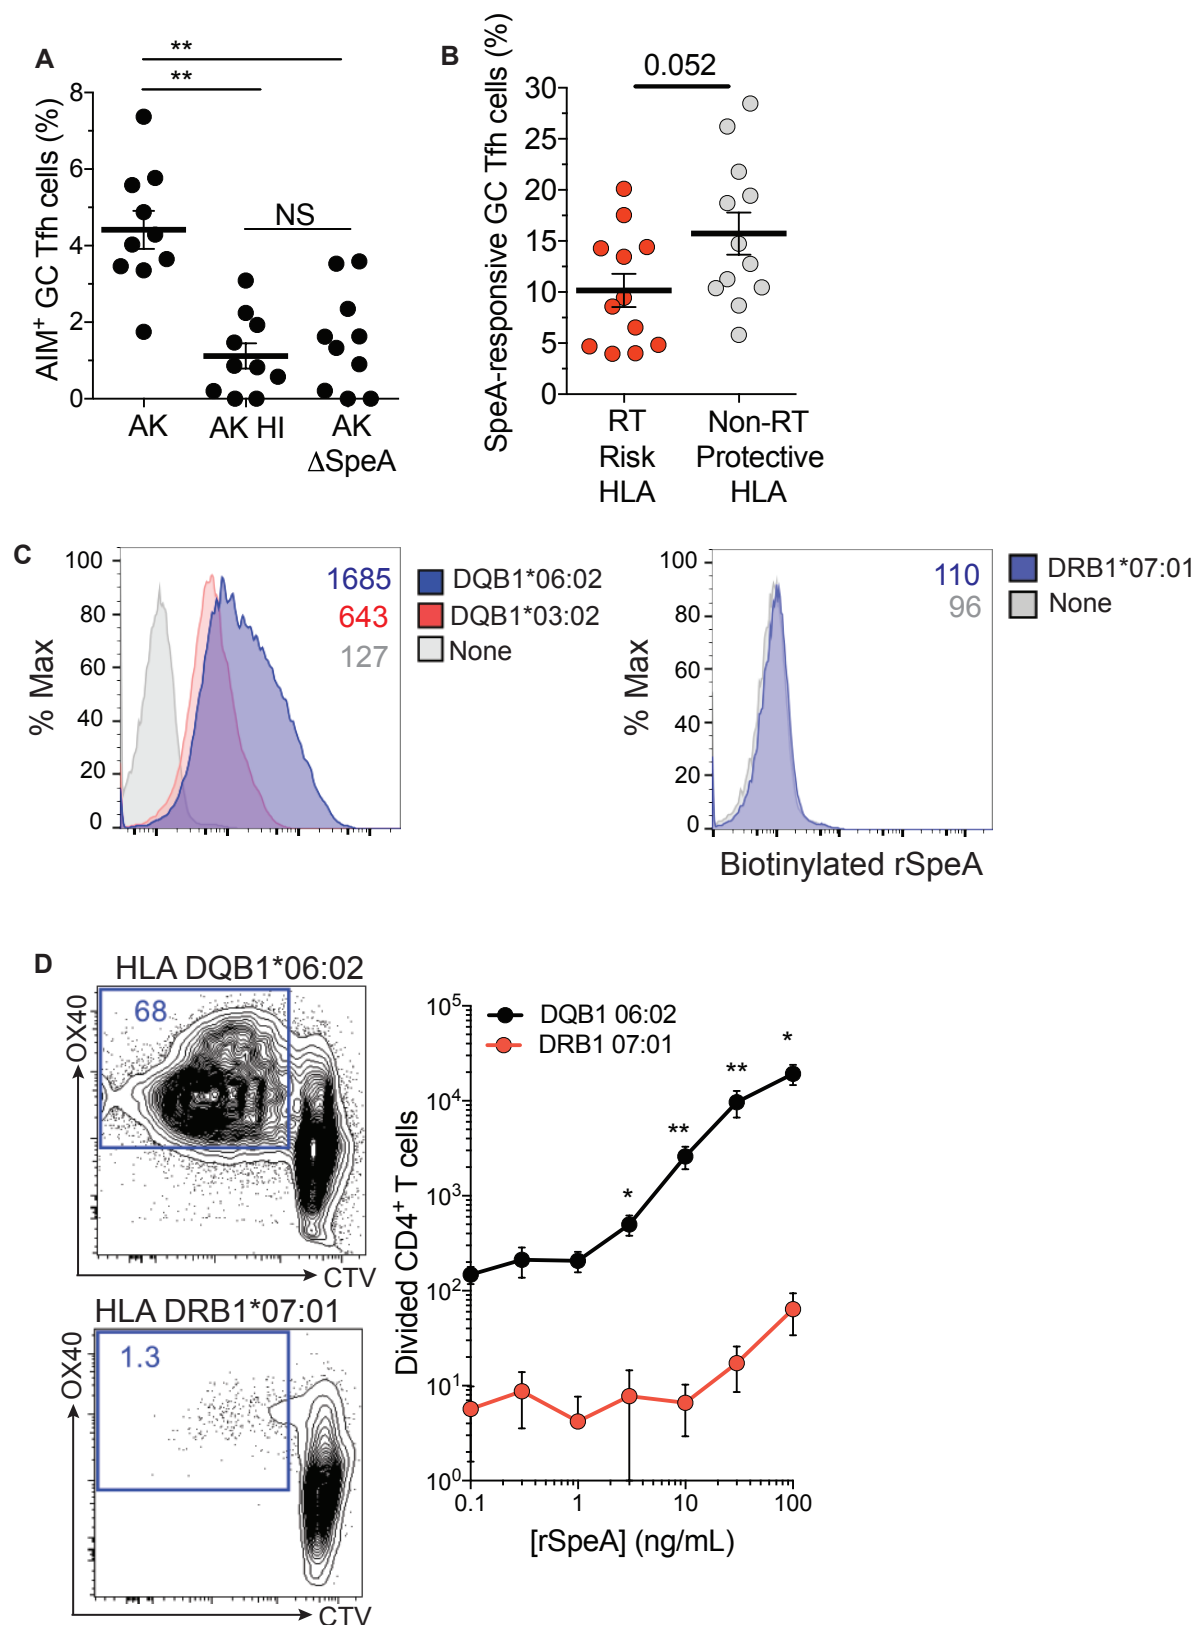 A
**
**
NS
AIM+ GC Tfh cells (%)
8
6
4
2
0
AK
AK HI
AK
ΔSpeA
B
0.052
SpeA-responsive GC Tfh cells (%)
30
25
20
15
10
5
0
RT
Risk
HLA
Non-RT
Protective
HLA
C
% Max
100
80
60
40
20
0
1685
643
127
DQB1*06:02
DQB1*03:02
None
% Max
100
80
60
40
20
0
110
96
DRB1*07:01
None
Biotinylated rSpeA
D
HLA DQB1*06:02
68
OX40
CTV
HLA DRB1*07:01
1.3
OX40
CTV
DQB1 06:02
DRB1 07:01
*
**
**
*
Divided CD4+ T cells
10^5
10^4
10^3
10^2
10^1
10^0
0.1
1
10
100
[rSpeA] (ng/mL)